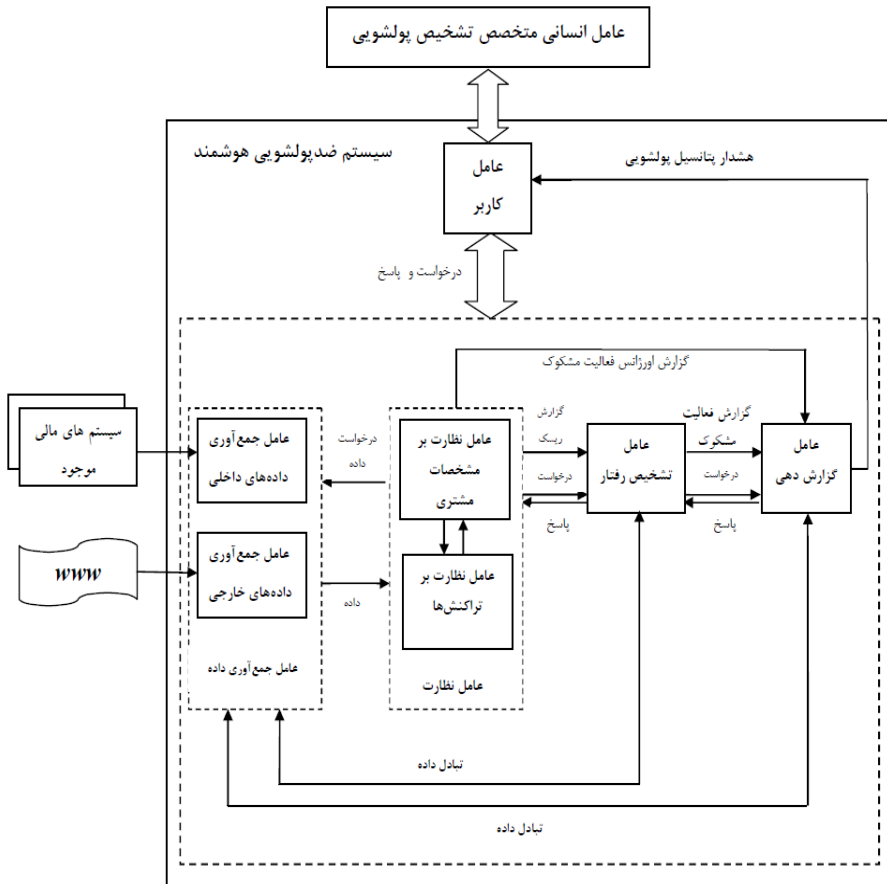 عامل انسانی متخصص تشخیص پولشویی
سیستم ضدپولشویی هوشمند
عامل
کاربر
هشدار پتانسیل پولشویی
درخواست و پاسخ
گزارش اورژانس فعالیت مشکوک
سیستم های مالی
موجود
عامل جمع‌آوری
داده‌های داخلی
درخواست
داده
عامل نظارت بر
مشخصات
مشتری
گزارش
ریسک
درخواست
پاسخ
عامل
تشخیص رفتار
گزارش فعالیت
مشکوک
درخواست
پاسخ
عامل
گزارش دهی
www
عامل جمع‌آوری
داده‌های خارجی
داده
عامل نظارت بر
تراکنش‌ها
عامل جمع‌آوری داده
عامل نظارت
تبادل داده
تبادل داده